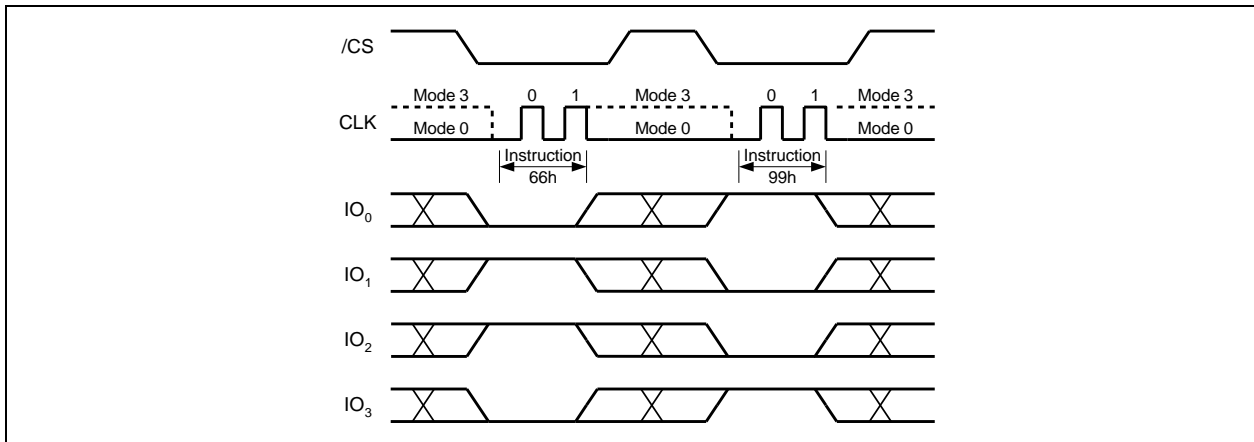 /CS
Mode 3 0 1 Mode 3 0 1 Mode 3
CLK Mode 0 Mode 0 Mode 0
Instruction Instruction
66h 99h
IO0
IO1
IO2
IO3